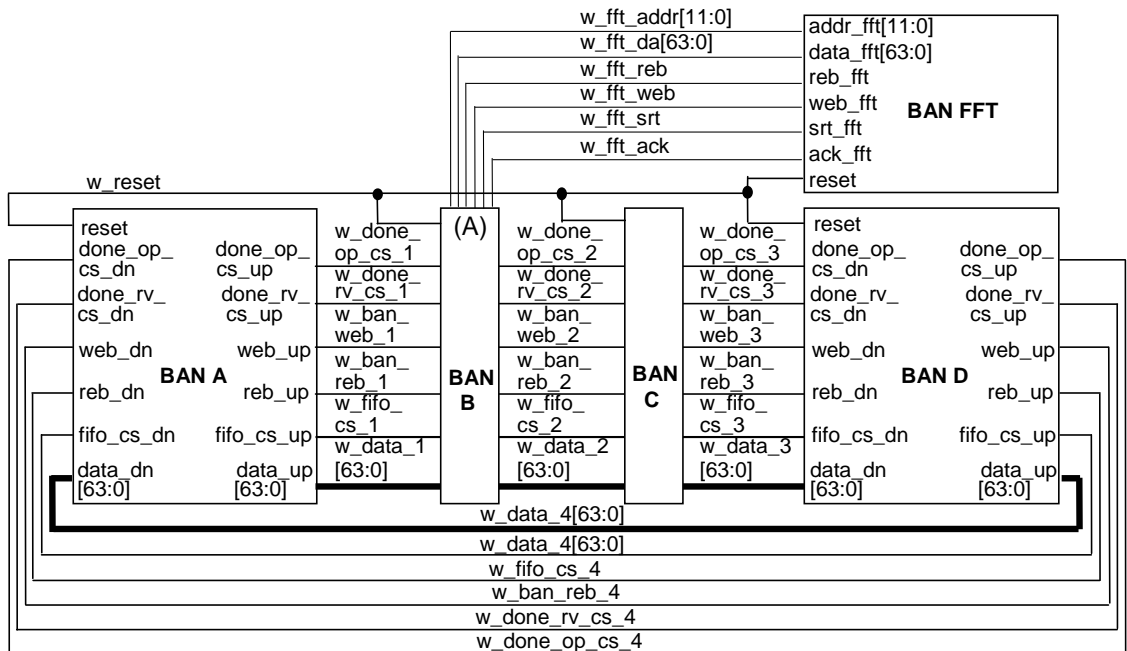 w_fft_addr[11:0]
w_fft_da[63:0]
w_fft_reb
w_fft_web
w_fft_srt
w_fft_ack
addr_fft[11:0]
data_fft[63:0]
reb_fft
web_fft
srt_fft
ack_fft
reset
BAN FFT
w_reset
reset
done_op_
cs_dn
done_rv_
cs_dn
web_dn
reb_dn
fifo_cs_dn
data_dn
[63:0]
BAN A
done_op_
cs_up
done_rv_
cs_up
web_up
reb_up
fifo_cs_up
data_up
[63:0]
w_done_
op_cs_1
w_done_
rv_cs_1
w_ban_
web_1
w_ban_
reb_1
w_fifo_
cs_1
w_data_1
[63:0]
(A)
BAN
B
w_done_
op_cs_2
w_done_
rv_cs_2
w_ban_
web_2
w_ban_
reb_2
w_fifo_
cs_2
w_data_2
[63:0]
BAN
C
w_done_
op_cs_3
w_done_
rv_cs_3
w_ban_
web_3
w_ban_
reb_3
w_fifo_
cs_3
w_data_3
[63:0]
reset
done_op_
cs_dn
done_rv_
cs_dn
web_dn
reb_dn
fifo_cs_dn
data_dn
[63:0]
BAN D
done_op_
cs_up
done_rv_
cs_up
web_up
reb_up
fifo_cs_up
data_up
[63:0]
w_data_4[63:0]
w_data_4[63:0]
w_fifo_cs_4
w_ban_reb_4
w_done_rv_cs_4
w_done_op_cs_4